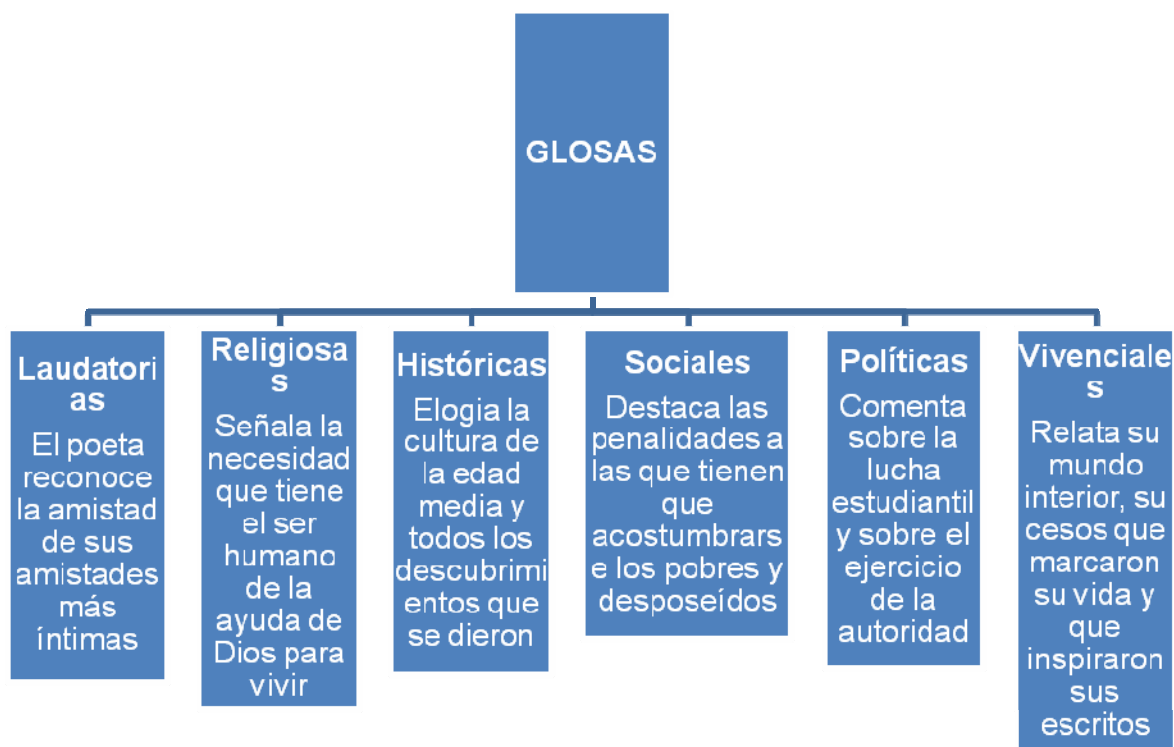 GLOSAS
Laudatori
as
El poeta
reconoce
la amistad
de sus
amistades
más
íntimas
Religiosa
s
Señala la
necesidad
que tiene
el ser
humano
de la
ayuda de
Dios para
vivir
Históricas
Elogia la
cultura de
la edad
media y
todos los
descubrimi
entos que
se dieron
Sociales
Destaca las
penalidades a
las que tienen
que
acostumbrars
e los pobres y
desposeídos
Políticas
Comenta
sobre la
lucha
estudiantil
y sobre el
ejercicio
de la
autoridad
Vivenciale
s
Relata su
mundo
interior, su
cesos que
marcaron
su vida y
que
inspiraron
sus
escritos